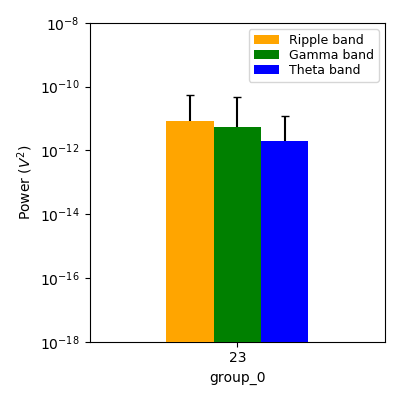 10⁻⁸
10⁻¹⁰
10⁻¹²
10⁻¹⁴
10⁻¹⁶
10⁻¹⁸
Power (V²)
Ripple band
Gamma band
Theta band
23
group_0